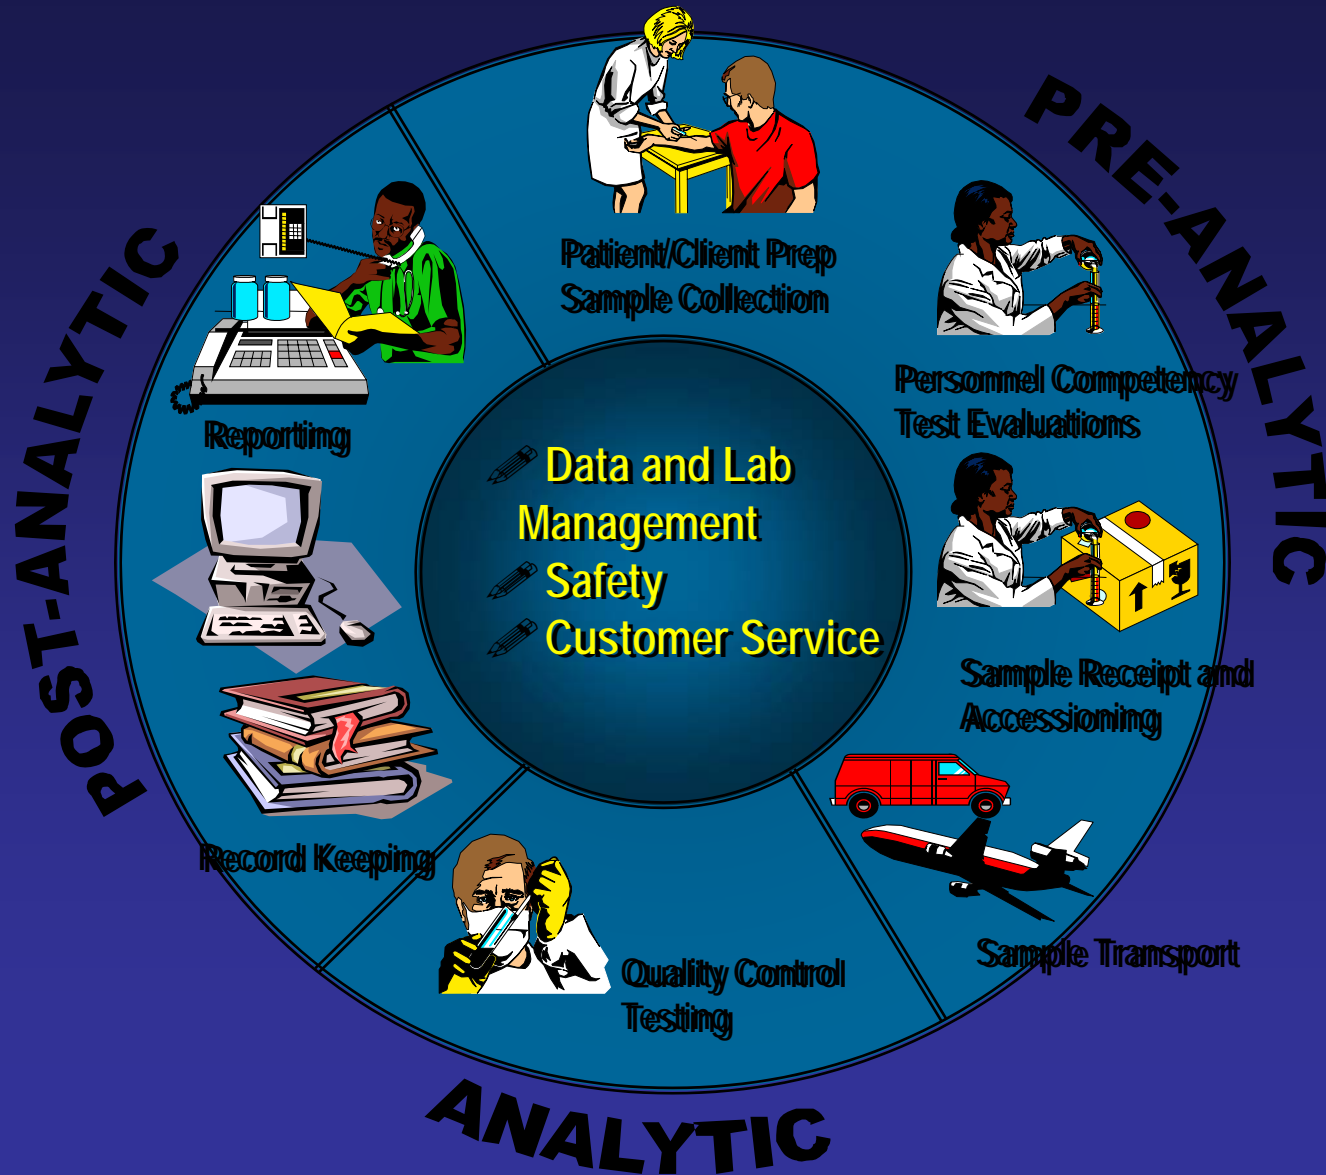 PRE-ANALYTIC
Patient/Client Prep
Sample Collection
Personnel Competency
Test Evaluations
Reporting
Data and Lab
Management
Safety
Customer Service
Sample Receipt and
Accessioning
POST-ANALYTIC
Record Keeping
Sample Transport
Quality Control
Testing
ANALYTIC